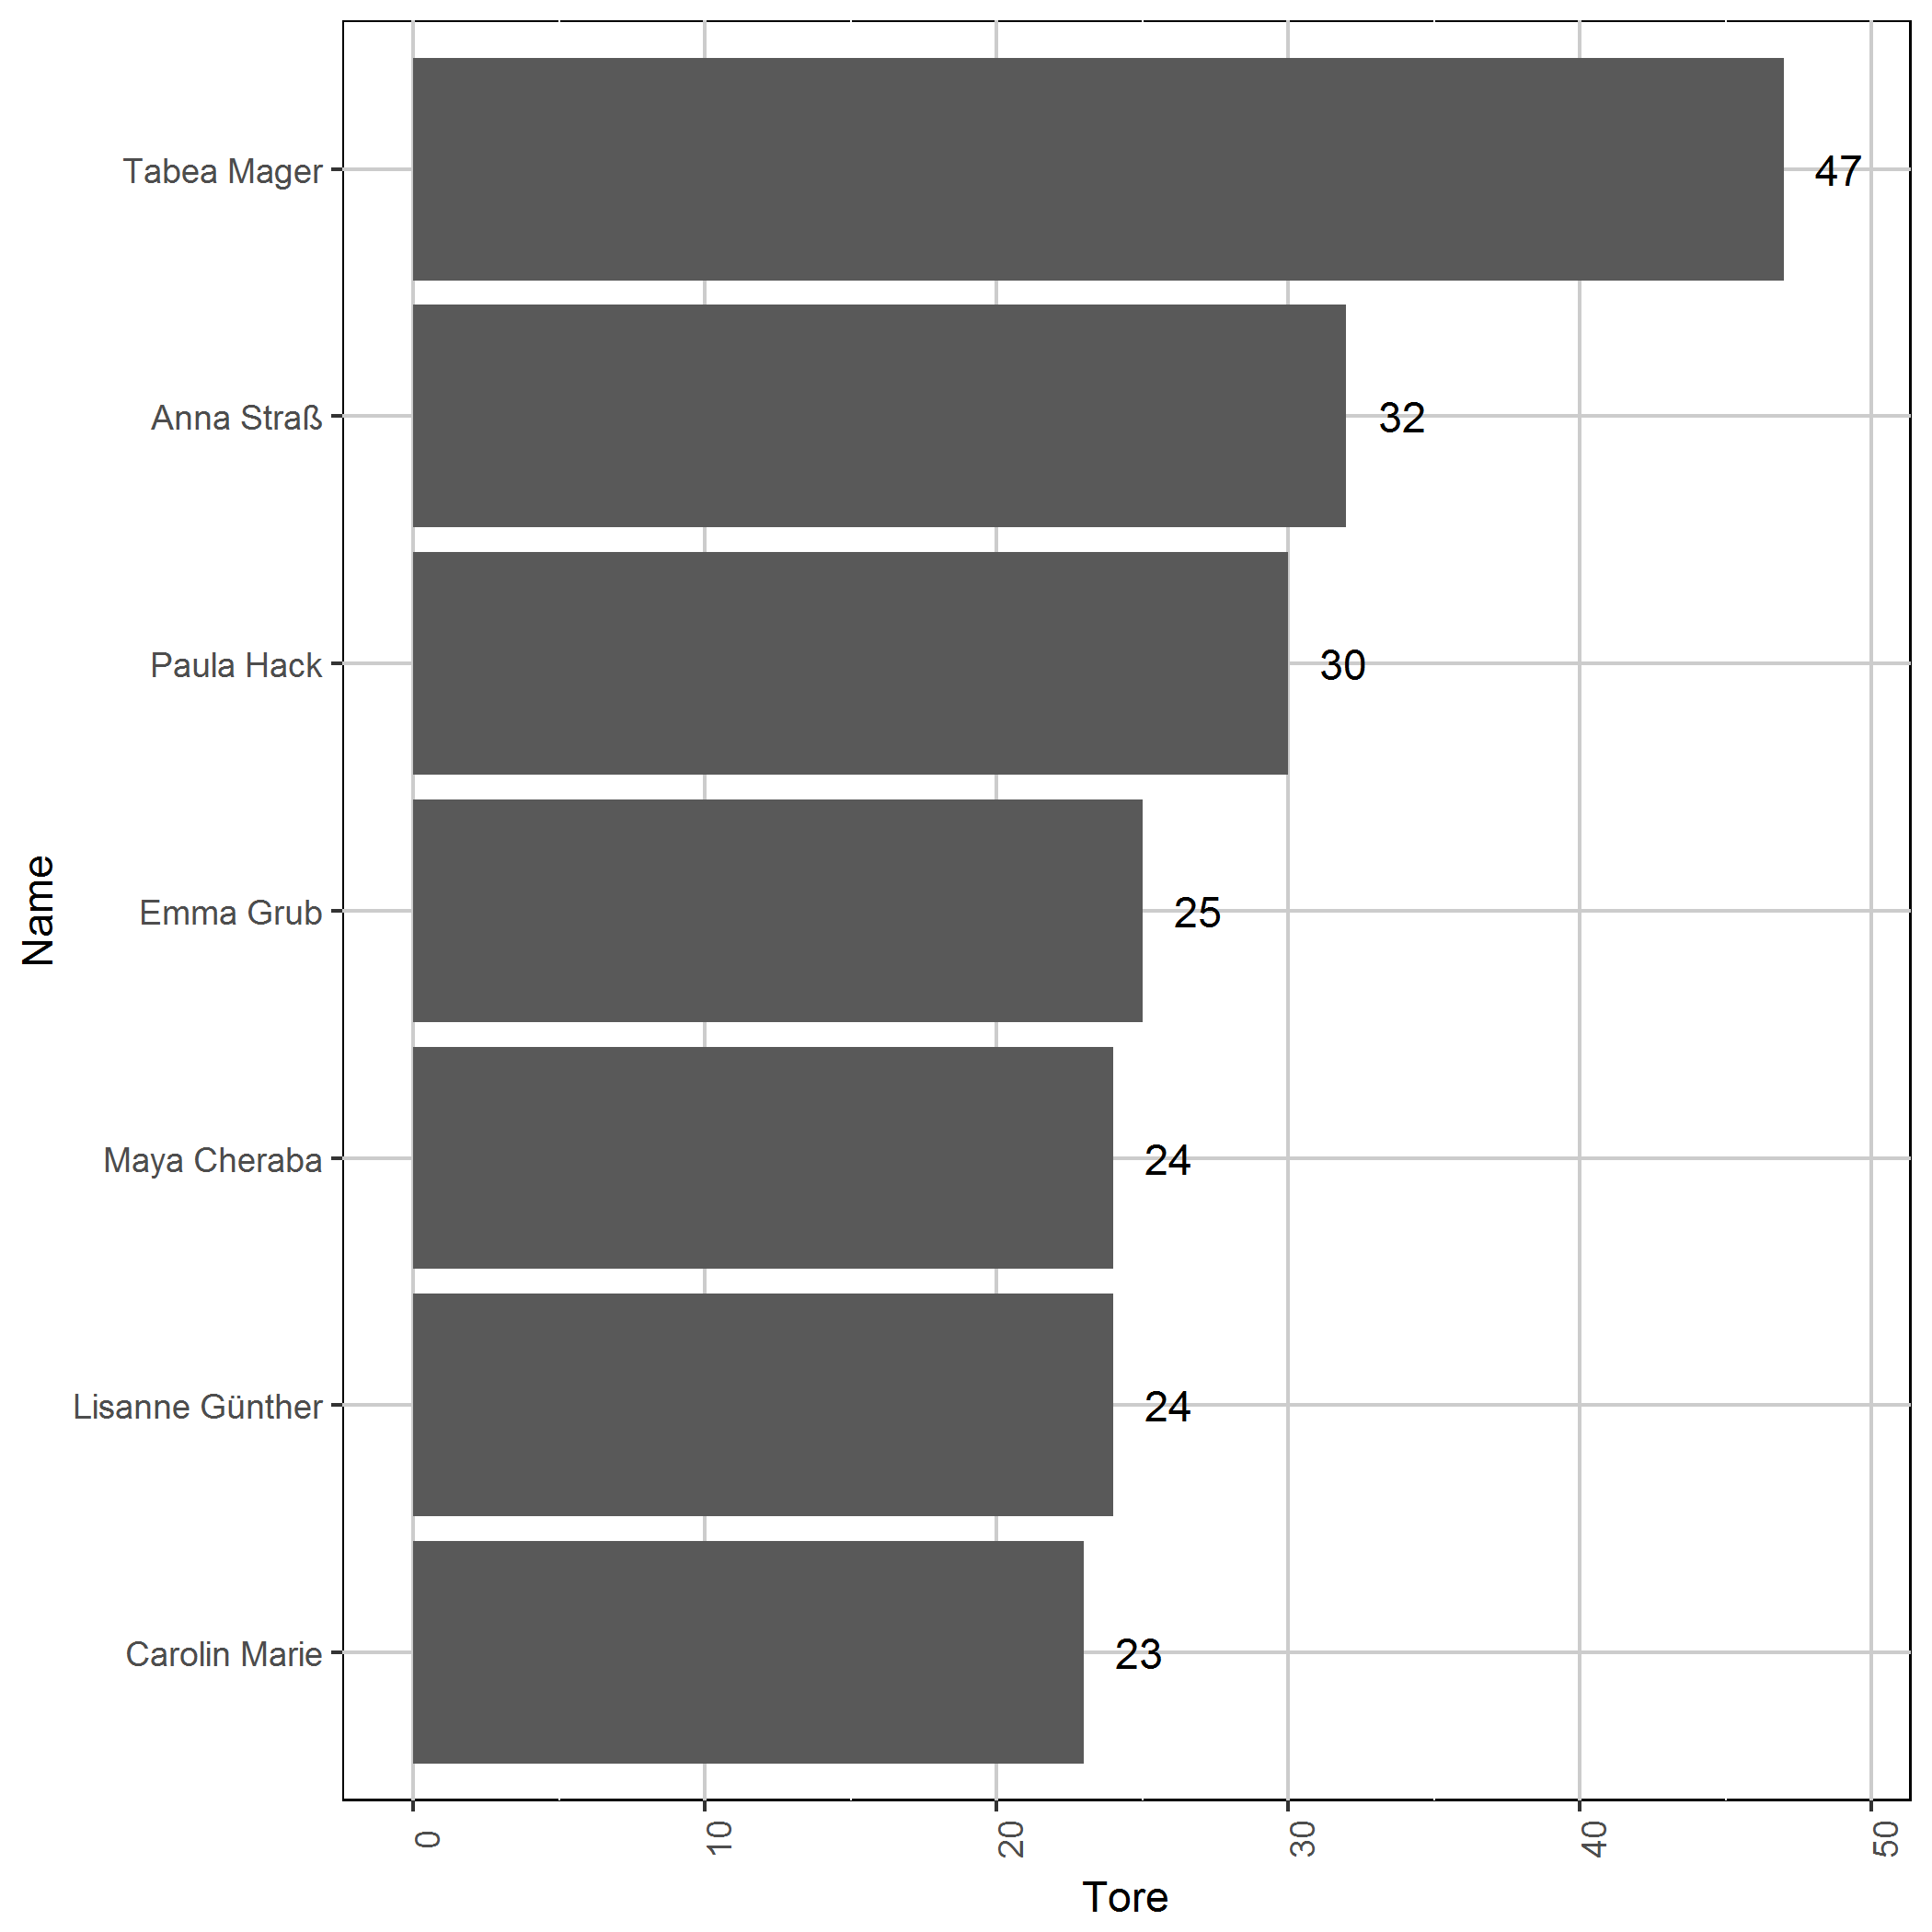 Tabea Mager 47
Anna Straß 32
Paula Hack 30
Emma Grub 25
Maya Cheraba 24
Lisanne Günther 24
Carolin Marie 23
Name
0 10 20 30 40 50
Tore